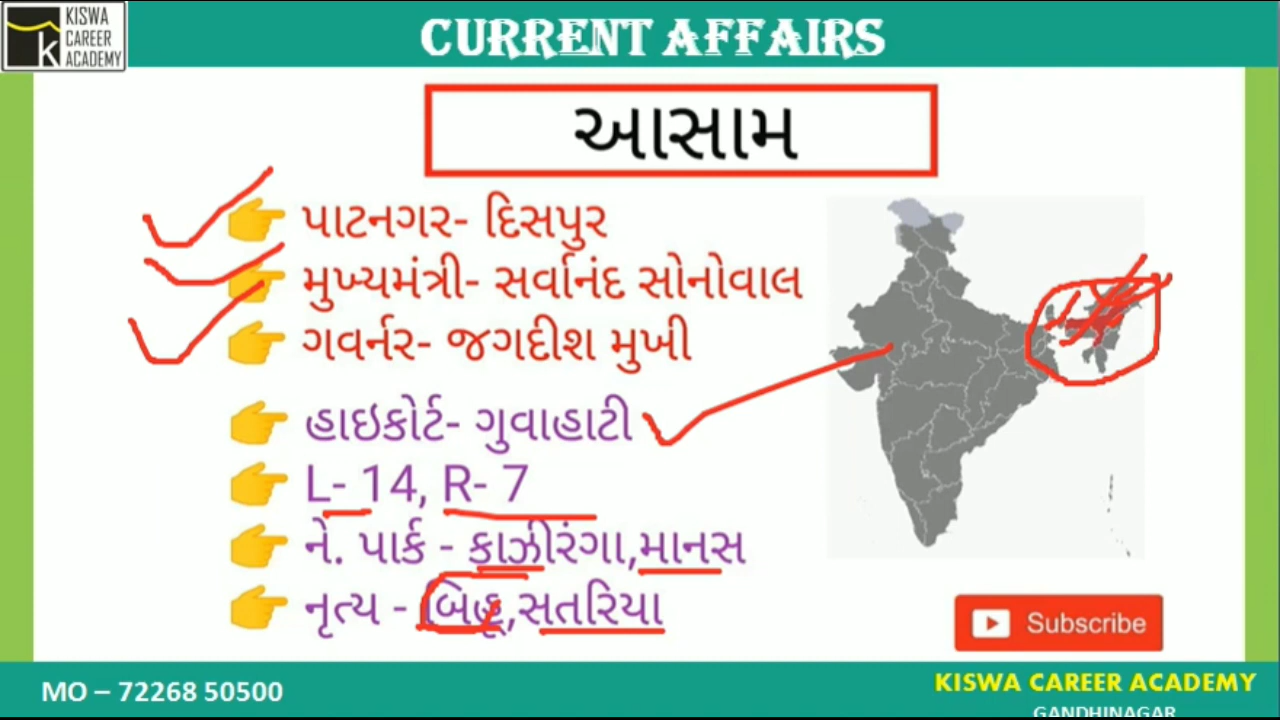 KISWA
CAREER
ACADEMY
CURRENT AFFAIRS
આસામ
પાટનગર- દિસપુર
મુખ્યમંત્રી- સર્વાનંદ સોનોવાલ
ગવર્નર- જગદીશ મુખી
હાઇકોર્ટ- ગુવાહાટી
L- 14, R- 7
ને. પાર્ક - કાઝીરંગા,માનસ
નૃત્ય - બિહૂ,સતરિયા
Subscribe
MO – 72268 50500
KISWA CAREER ACADEMY
GANDHINAGAR